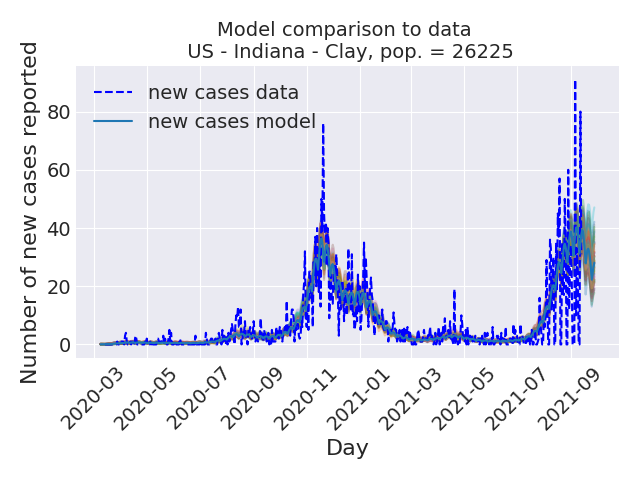 Model comparison to data
US - Indiana - Clay, pop. = 26225
Number of new cases reported
80
60
40
20
0
new cases data
new cases model
2020-03
2020-05
2020-07
2020-09
2020-11
2021-01
2021-03
2021-05
2021-07
2021-09
Day